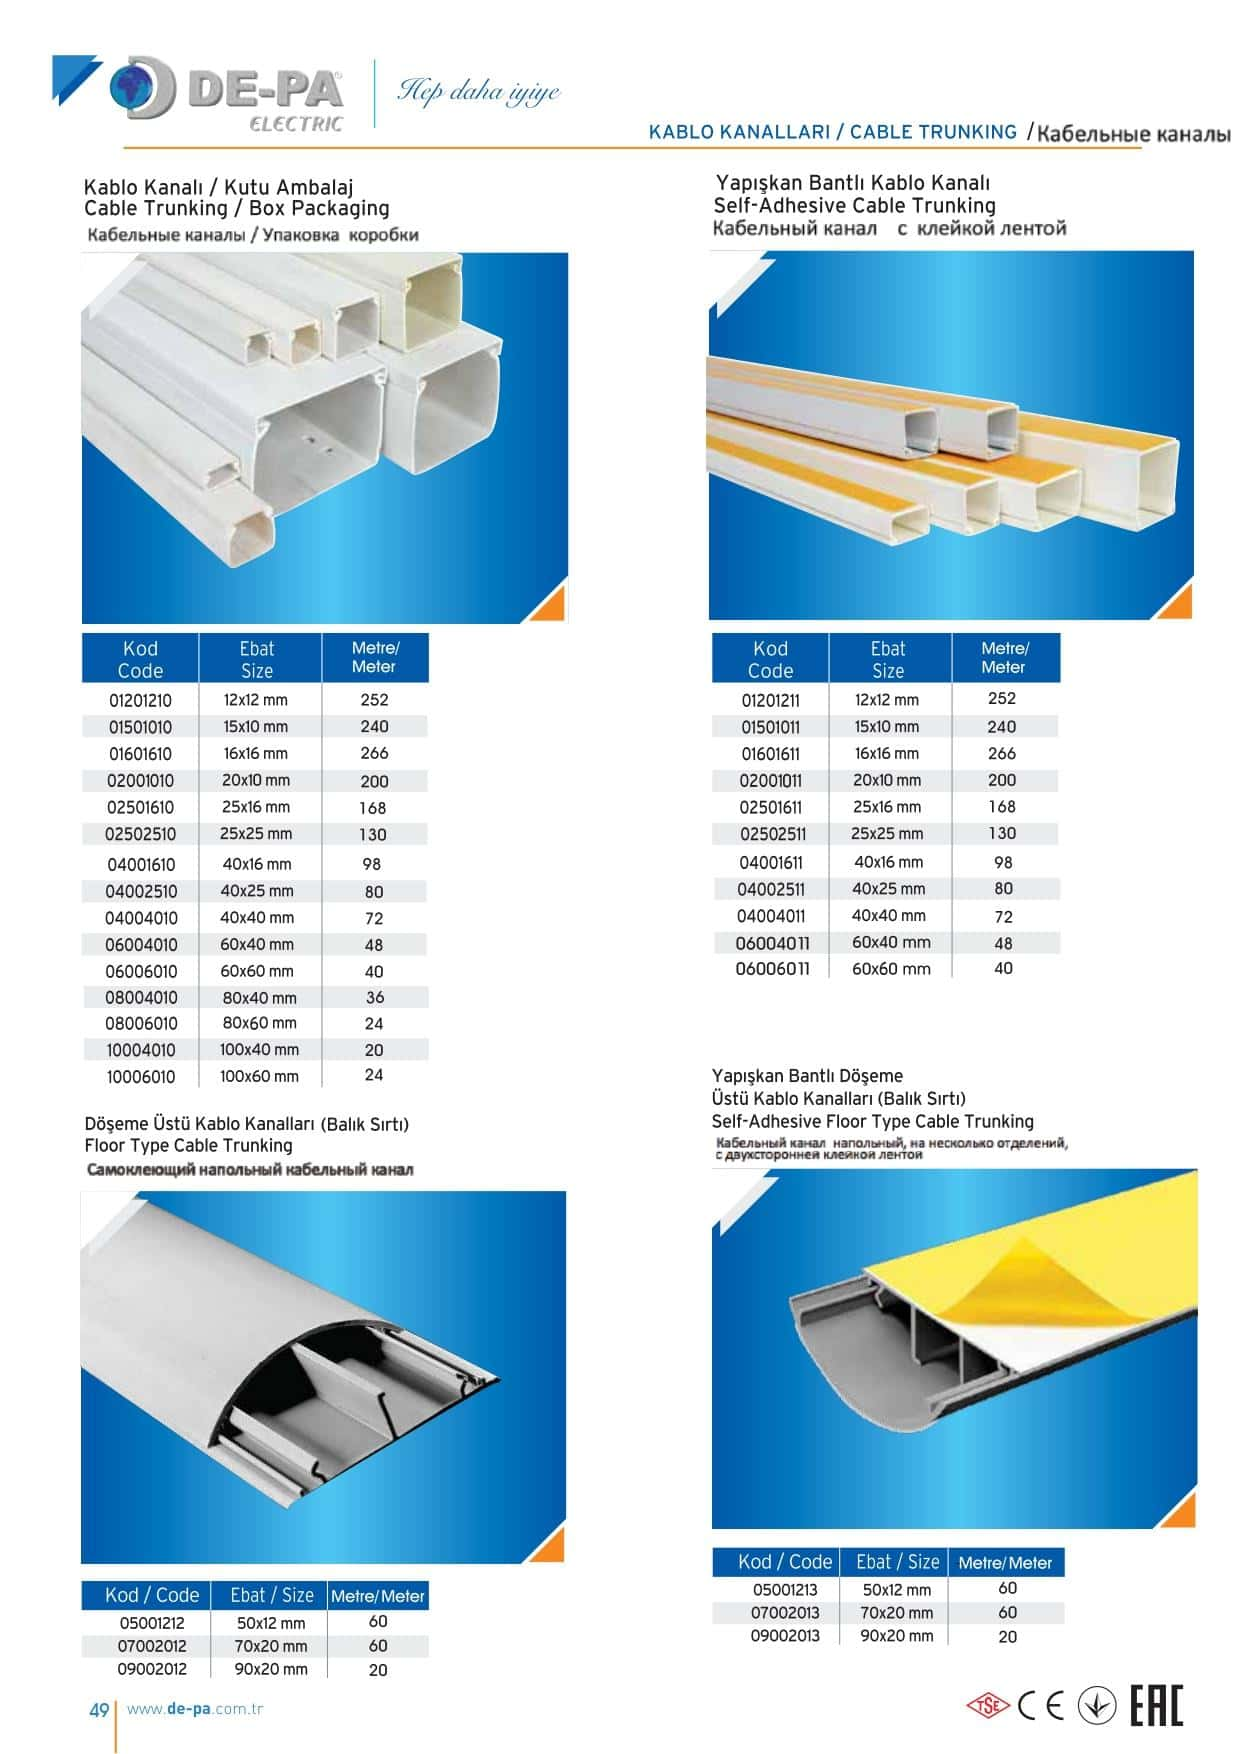 DE-PA
ELECTRIC
Hep daha iyiye
KABLO KANALLARI / CABLE TRUNKING /Кабельные каналы
Kablo Kanalı / Kutu Ambalaj
Cable Trunking / Box Packaging
Кабельные каналы / Упаковка коробки
Kod Ebat Metre/
Code Size Meter
01201210 12x12 mm 252
01501010 15x10 mm 240
01601610 16x16 mm 266
02001010 20x10 mm 200
02501610 25x16 mm 168
02502510 25x25 mm 130
04001610 40x16 mm 98
04002510 40x25 mm 80
04004010 40x40 mm 72
06004010 60x40 mm 48
06006010 60x60 mm 40
08004010 80x40 mm 36
08006010 80x60 mm 24
10004010 100x40 mm 20
10006010 100x60 mm 24
Yapışkan Bantlı Kablo Kanalı
Self-Adhesive Cable Trunking
Кабельный канал с клейкой лентой
Kod Ebat Metre/
Code Size Meter
01201211 12x12 mm 252
01501011 15x10 mm 240
01601611 16x16 mm 266
02001011 20x10 mm 200
02501611 25x16 mm 168
02502511 25x25 mm 130
04001611 40x16 mm 98
04002511 40x25 mm 80
04004011 40x40 mm 72
06004011 60x40 mm 48
06006011 60x60 mm 40
Döşeme Üstü Kablo Kanalları (Balık Sırtı)
Floor Type Cable Trunking
Самоклеющий напольный кабельный канал
Kod / Code Ebat / Size Metre/Meter
05001212 50x12 mm 60
07002012 70x20 mm 60
09002012 90x20 mm 20
Yapışkan Bantlı Döşeme
Üstü Kablo Kanalları (Balık Sırtı)
Self-Adhesive Floor Type Cable Trunking
Кабельный канал напольный, на несколько отделений,
с двухсторонней клейкой лентой
Kod / Code Ebat / Size Metre/Meter
05001213 50x12 mm 60
07002013 70x20 mm 60
09002013 90x20 mm 20
49 www.de-pa.com.tr
TSE CE EAC